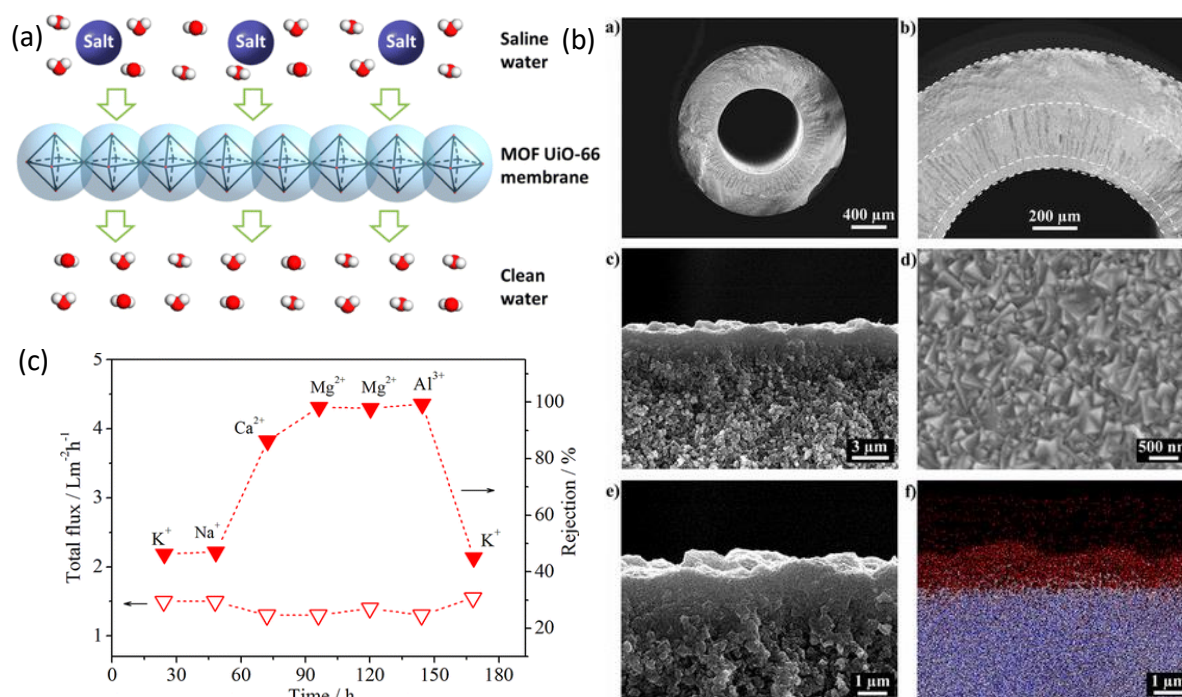 (a)
Salt
Salt
Salt
Saline
water
MOF UiO-66
membrane
Clean
water
(b)
a)
400 µm
b)
200 µm
c)
3 µm
d)
500 nm
e)
1 µm
f)
1 µm
(c)
Total flux / Lm⁻²h⁻¹
5
4
3
2
1
K⁺
Na⁺
Ca²⁺
Mg²⁺
Mg²⁺
Al³⁺
K⁺
100
80
60
40
20
Rejection / %
0
30
60
90
120
150
180
Time / h